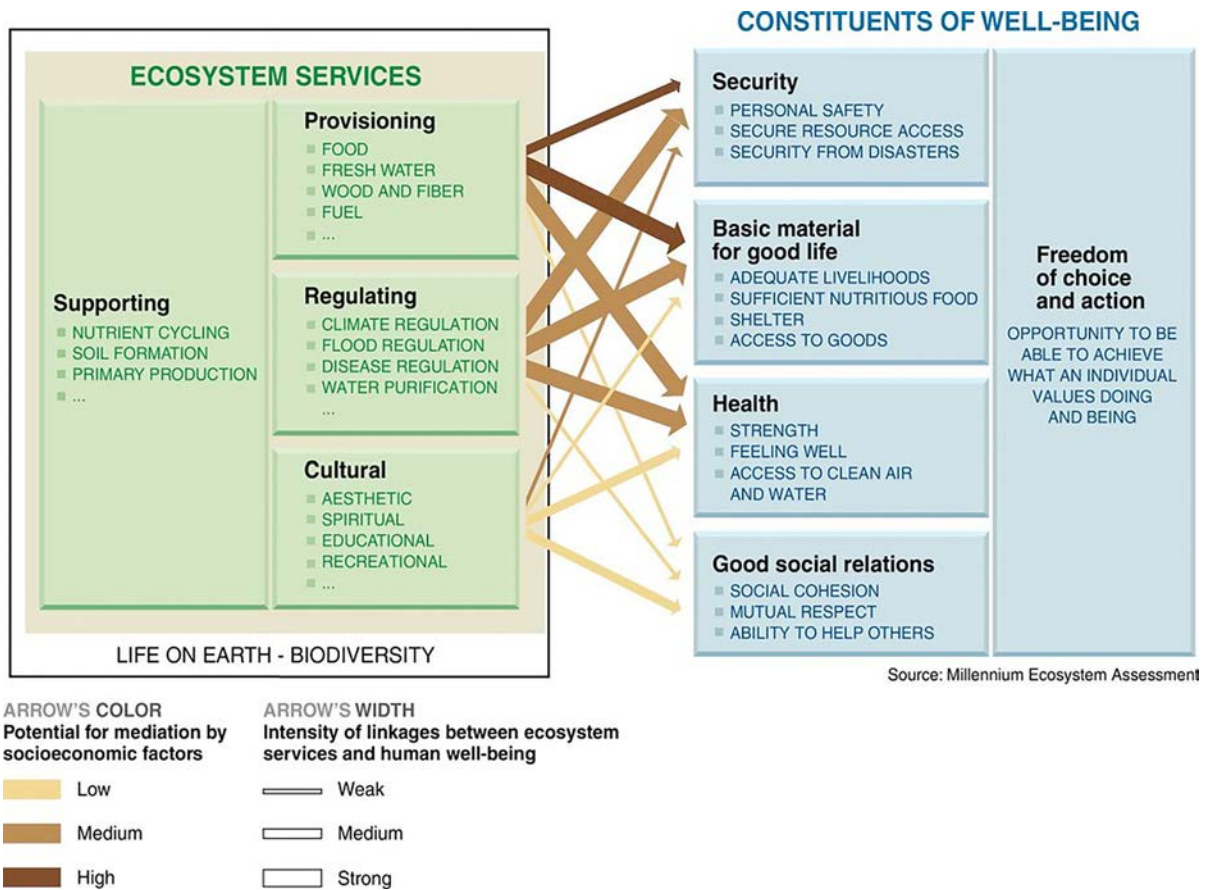 CONSTITUENTS OF WELL-BEING
ECOSYSTEM SERVICES
Supporting
NUTRIENT CYCLING
SOIL FORMATION
PRIMARY PRODUCTION
...
Provisioning
FOOD
FRESH WATER
WOOD AND FIBER
FUEL
...
Regulating
CLIMATE REGULATION
FLOOD REGULATION
DISEASE REGULATION
WATER PURIFICATION
...
Cultural
AESTHETIC
SPIRITUAL
EDUCATIONAL
RECREATIONAL
...
LIFE ON EARTH - BIODIVERSITY
Security
PERSONAL SAFETY
SECURE RESOURCE ACCESS
SECURITY FROM DISASTERS
Basic material
for good life
ADEQUATE LIVELIHOODS
SUFFICIENT NUTRITIOUS FOOD
SHELTER
ACCESS TO GOODS
Health
STRENGTH
FEELING WELL
ACCESS TO CLEAN AIR
AND WATER
Good social relations
SOCIAL COHESION
MUTUAL RESPECT
ABILITY TO HELP OTHERS
Freedom
of choice
and action
OPPORTUNITY TO BE
ABLE TO ACHIEVE
WHAT AN INDIVIDUAL
VALUES DOING
AND BEING
Source: Millennium Ecosystem Assessment
ARROW'S COLOR
Potential for mediation by
socioeconomic factors
Low
Medium
High
ARROW'S WIDTH
Intensity of linkages between ecosystem
services and human well-being
Weak
Medium
Strong